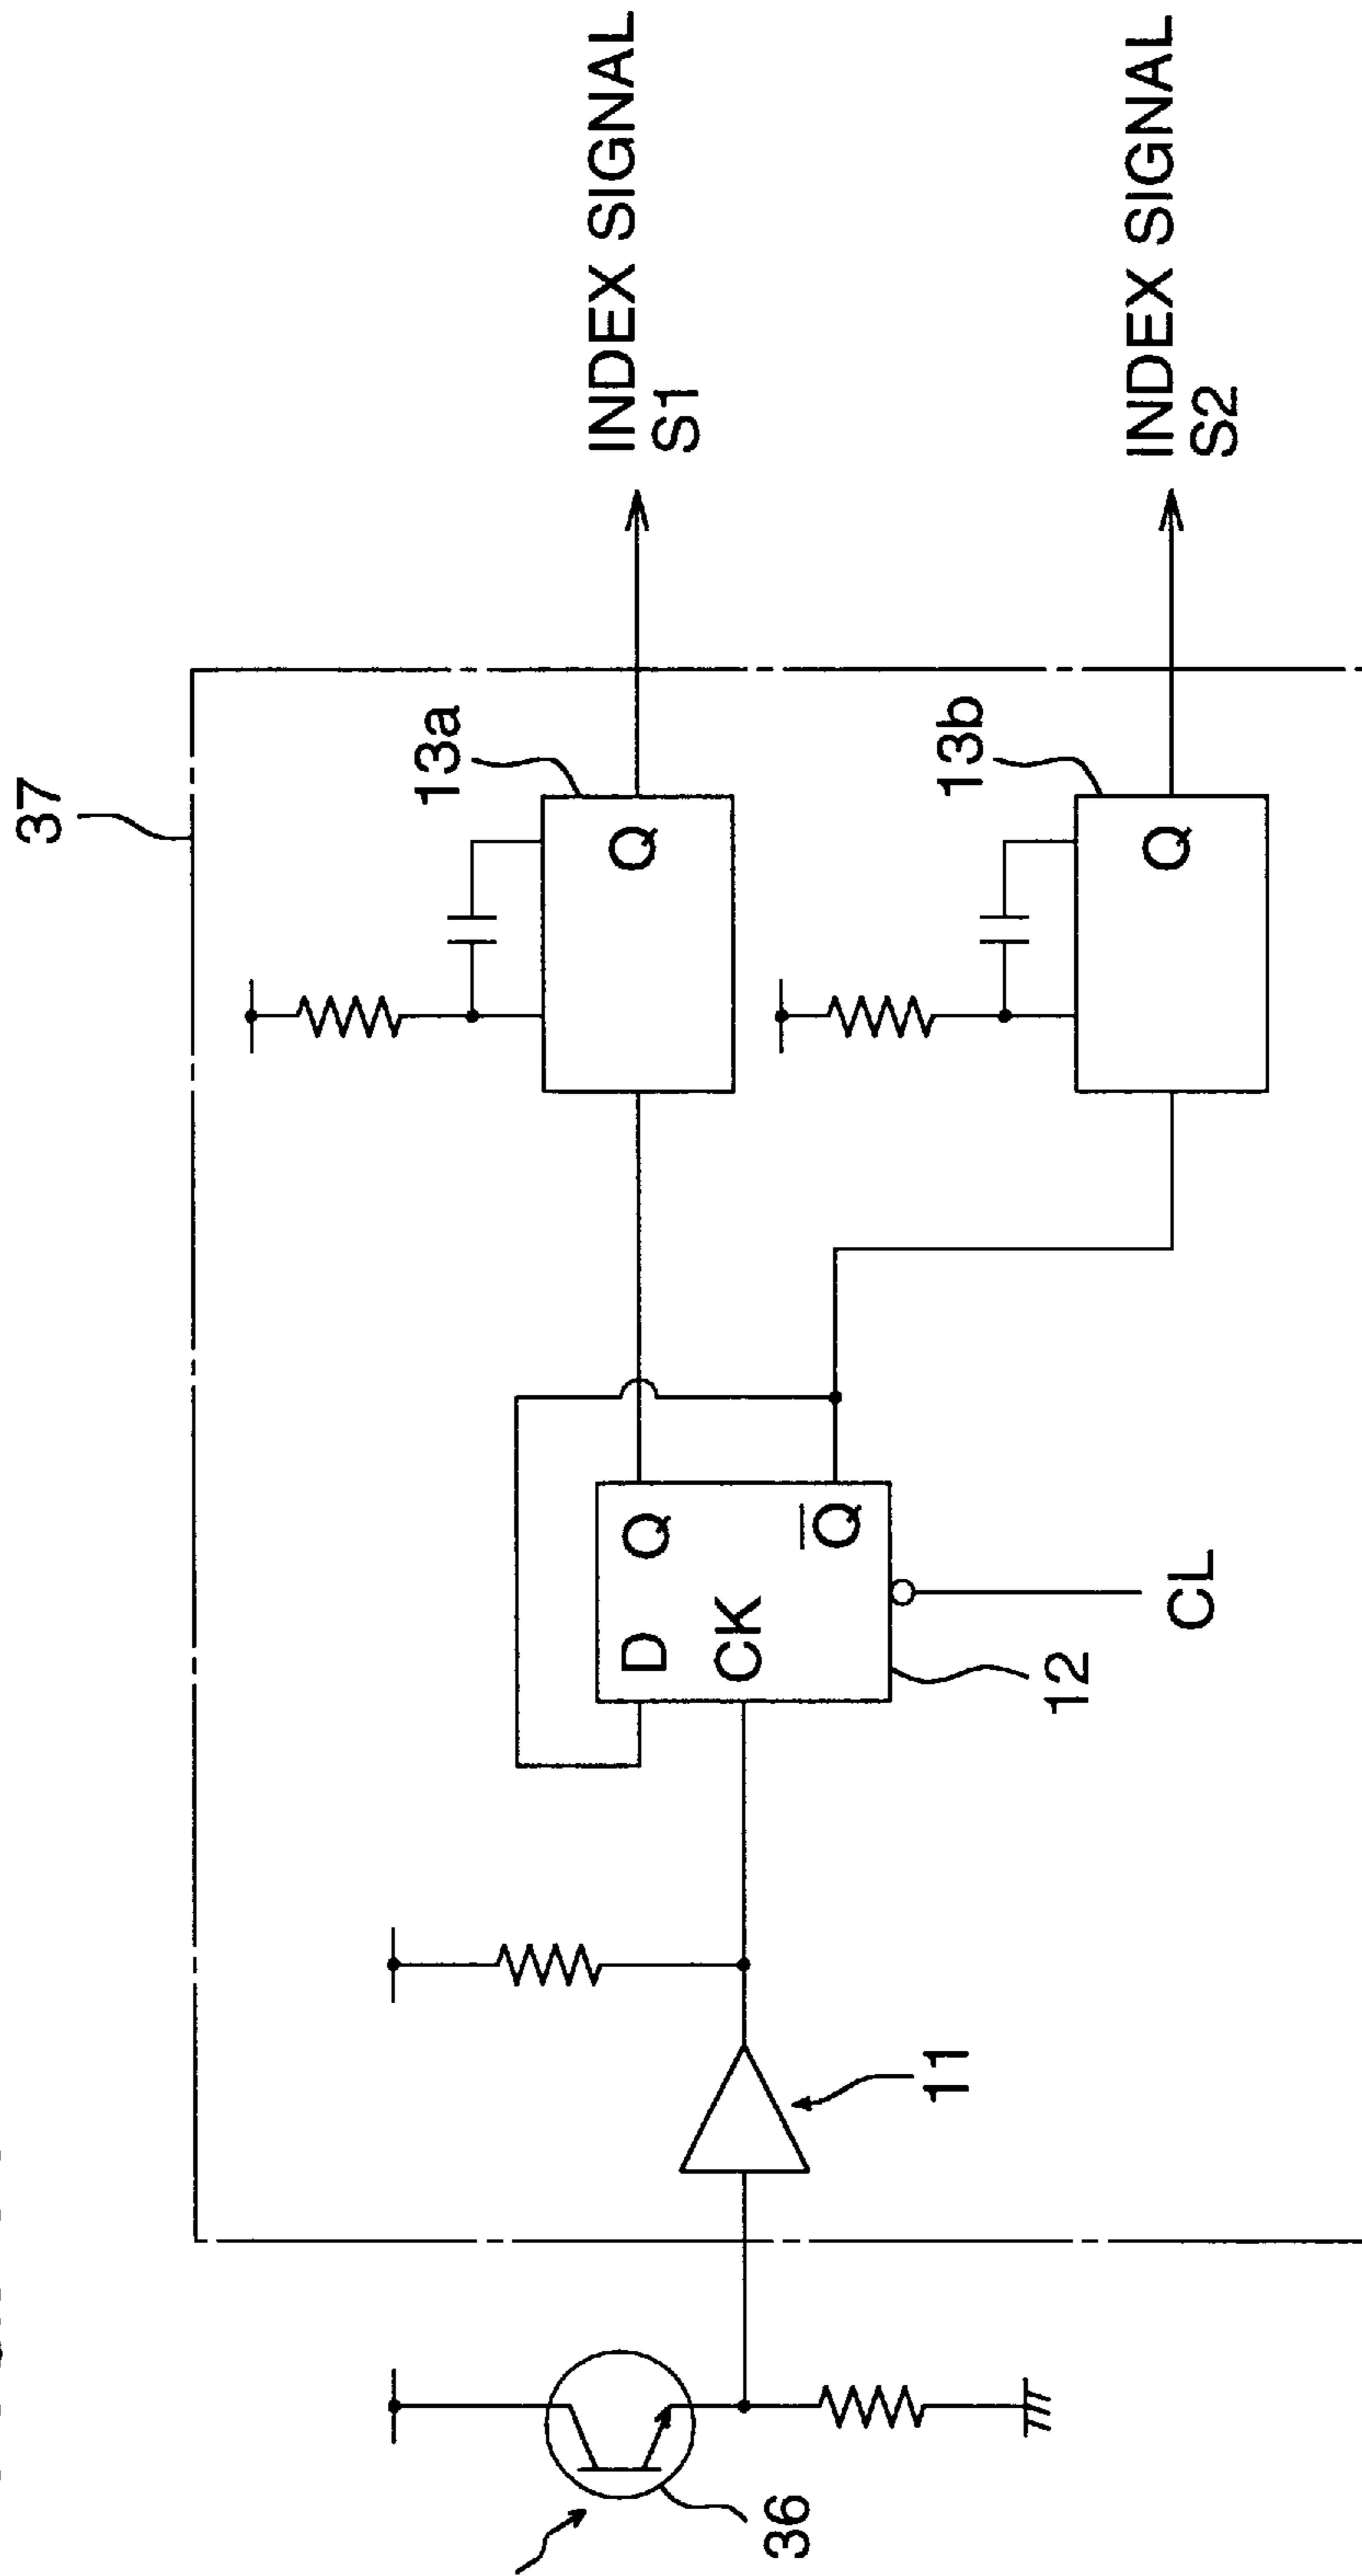 37
13a
Q
INDEX SIGNAL
S1
13b
Q
INDEX SIGNAL
S2
D
Q
CK
Q̅
CL
12
11
36